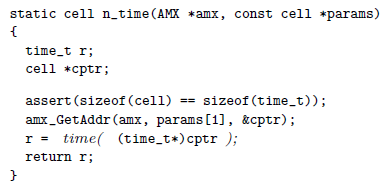 static cell n_time(AMX *amx, const cell *params)
{
time_t r;
cell *cptr;
assert(sizeof(cell) == sizeof(time_t));
amx_GetAddr(amx, params[1], &cptr);
r = time( (time_t*)cptr );
return r;
}